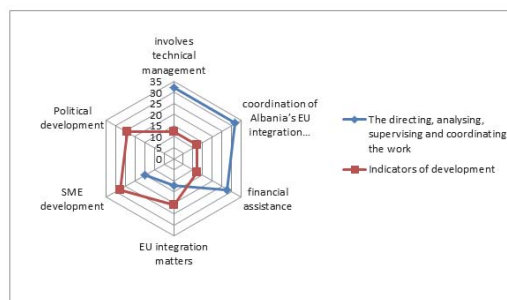 involves
technical
management
35
30
25
20
15
10
5
0
coordination of
Albania's EU
integration...
financial
assistance
EU integration
matters
SME
development
Political
development
The directing, analysing,
supervising and coordinating
the work
Indicators of development